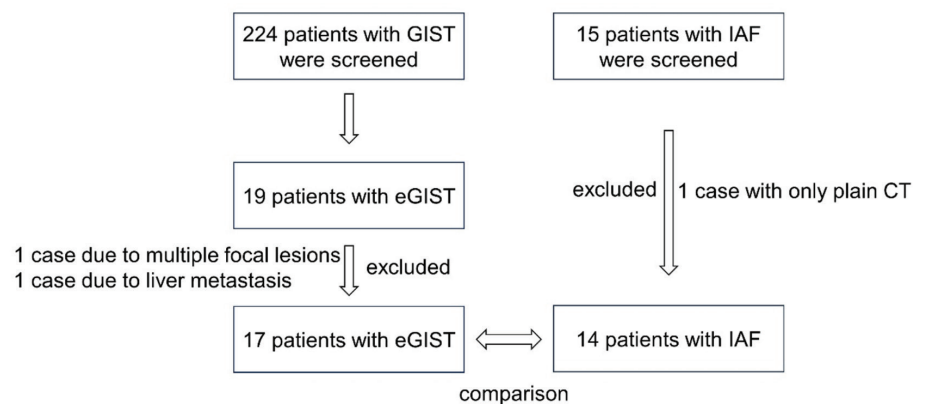 224 patients with GIST
were screened
15 patients with IAF
were screened
19 patients with eGIST
excluded
1 case with only plain CT
1 case due to multiple focal lesions
1 case due to liver metastasis
excluded
17 patients with eGIST
14 patients with IAF
comparison